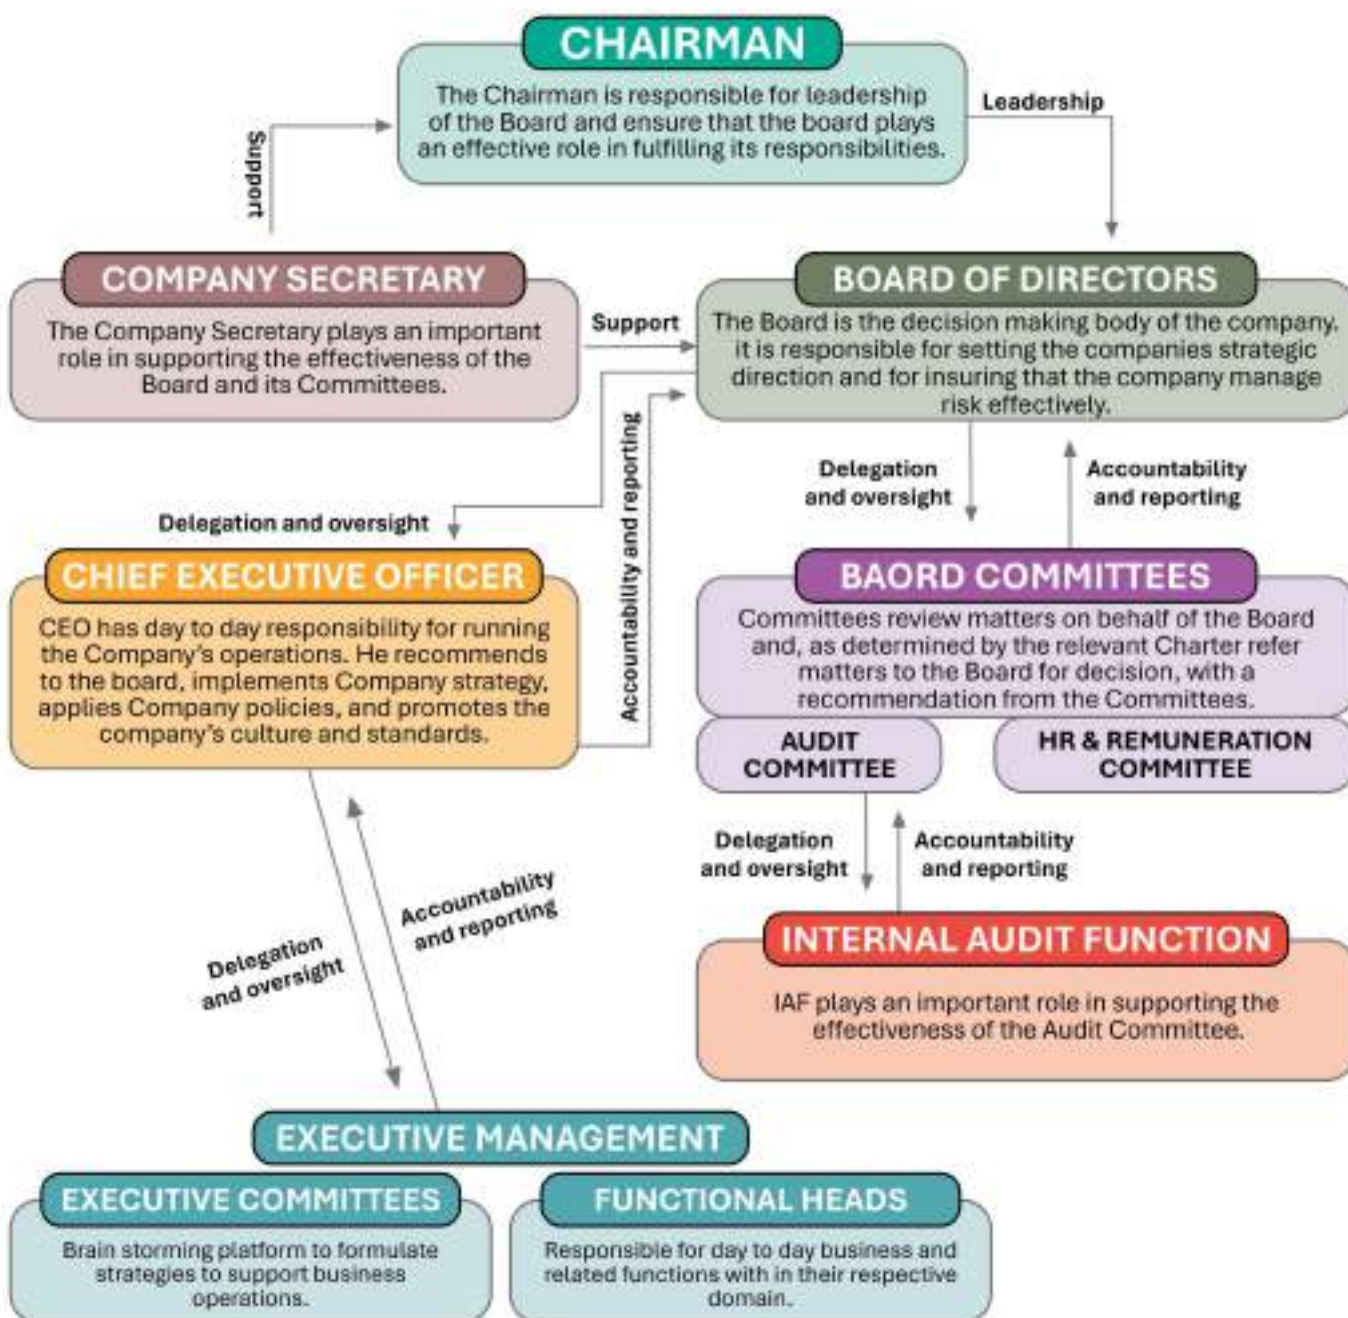 CHAIRMAN
The Chairman is responsible for leadership
of the Board and ensure that the board plays
an effective role in fulfilling its responsibilities.
Leadership
Support
COMPANY SECRETARY
The Company Secretary plays an important
role in supporting the effectiveness of the
Board and its Committees.
Support
BOARD OF DIRECTORS
The Board is the decision making body of the company.
it is responsible for setting the companies strategic
direction and for insuring that the company manage
risk effectively.
Delegation and oversight
Accountability and reporting
Delegation
and oversight
Accountability
and reporting
CHIEF EXECUTIVE OFFICER
CEO has day to day responsibility for running
the Company's operations. He recommends
to the board, implements Company strategy,
applies Company policies, and promotes the
company's culture and standards.
BAORD COMMITTEES
Committees review matters on behalf of the Board
and, as determined by the relevant Charter refer
matters to the Board for decision, with a
recommendation from the Committees.
AUDIT
COMMITTEE
HR & REMUNERATION
COMMITTEE
Delegation
and oversight
Accountability
and reporting
Delegation
and oversight
Accountability
and reporting
INTERNAL AUDIT FUNCTION
IAF plays an important role in supporting the
effectiveness of the Audit Committee.
EXECUTIVE MANAGEMENT
EXECUTIVE COMMITTEES
Brain storming platform to formulate
strategies to support business
operations.
FUNCTIONAL HEADS
Responsible for day to day business and
related functions with in their respective
domain.